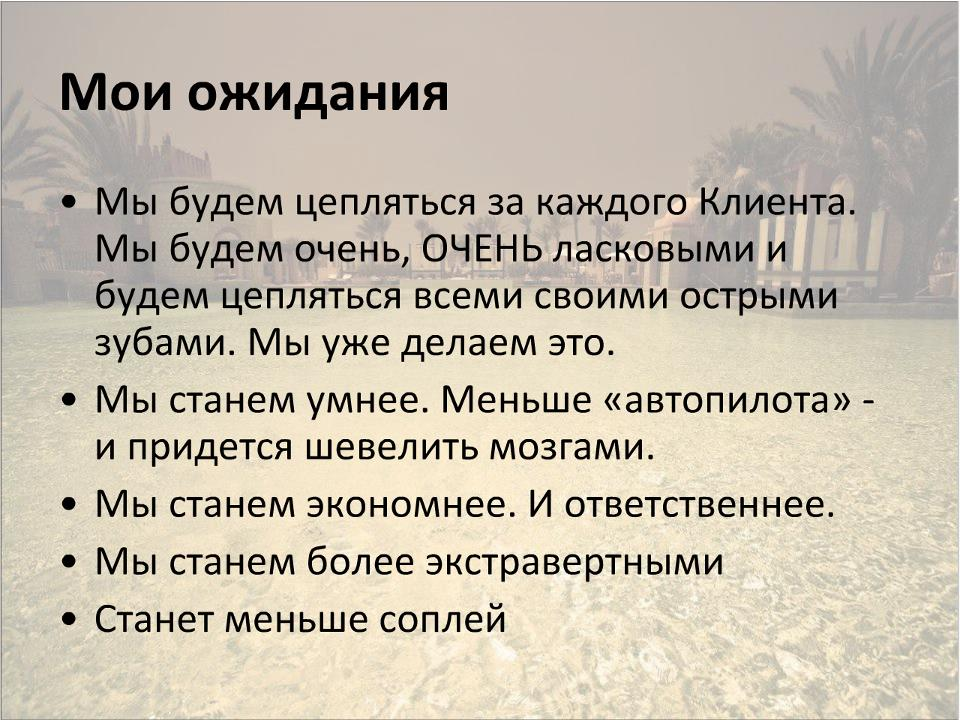 Мои ожидания
• Мы будем цепляться за каждого Клиента.
Мы будем очень, ОЧЕНЬ ласковыми и
будем цепляться всеми своими острыми
зубами. Мы уже делаем это.
• Мы станем умнее. Меньше «автопилота» -
и придется шевелить мозгами.
• Мы станем экономнее. И ответственнее.
• Мы станем более экстравертными
• Станет меньше соплей